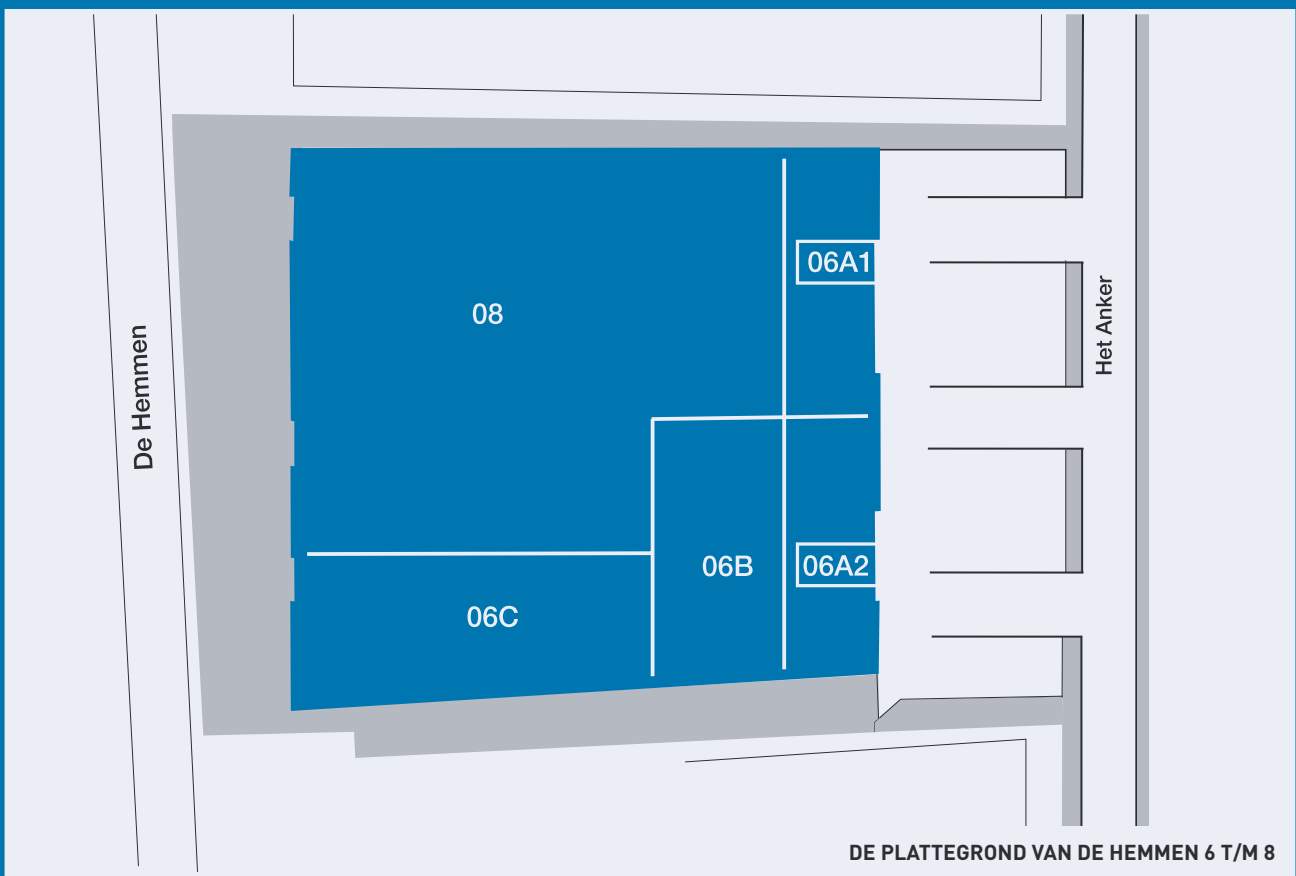 06A1
Het Anker
08
De Hemmen
06B
06A2
06C
DE PLATTEGROND VAN DE HEMMEN 6 T/M 8